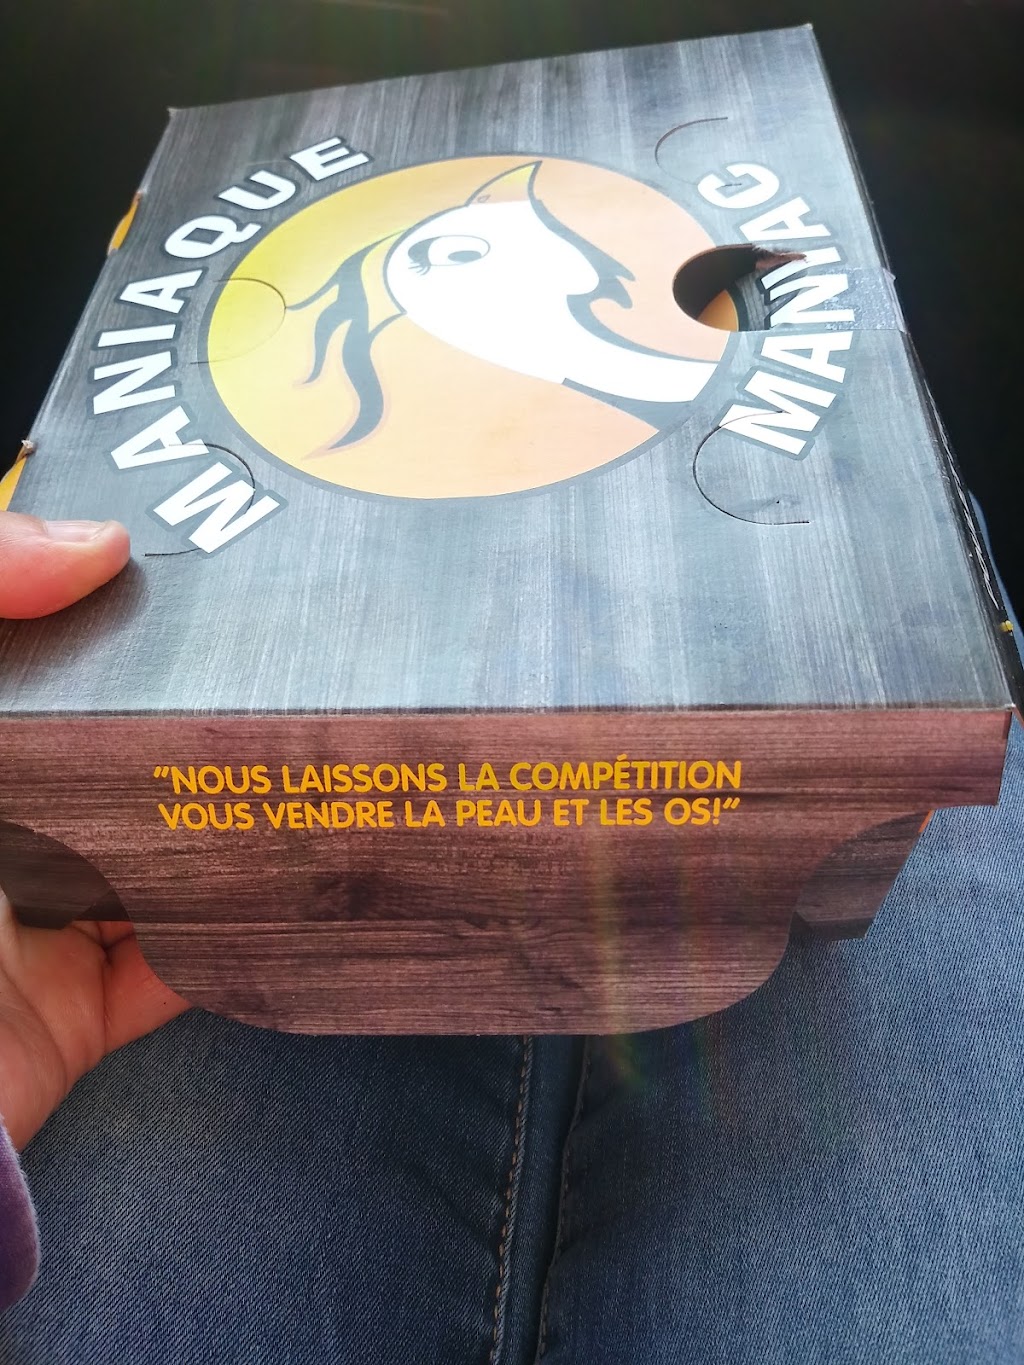 MANIAQUE
MANIAC
"NOUS LAISSONS LA COMPÉTITION
VOUS VENDRE LA PEAU ET LES OS!"